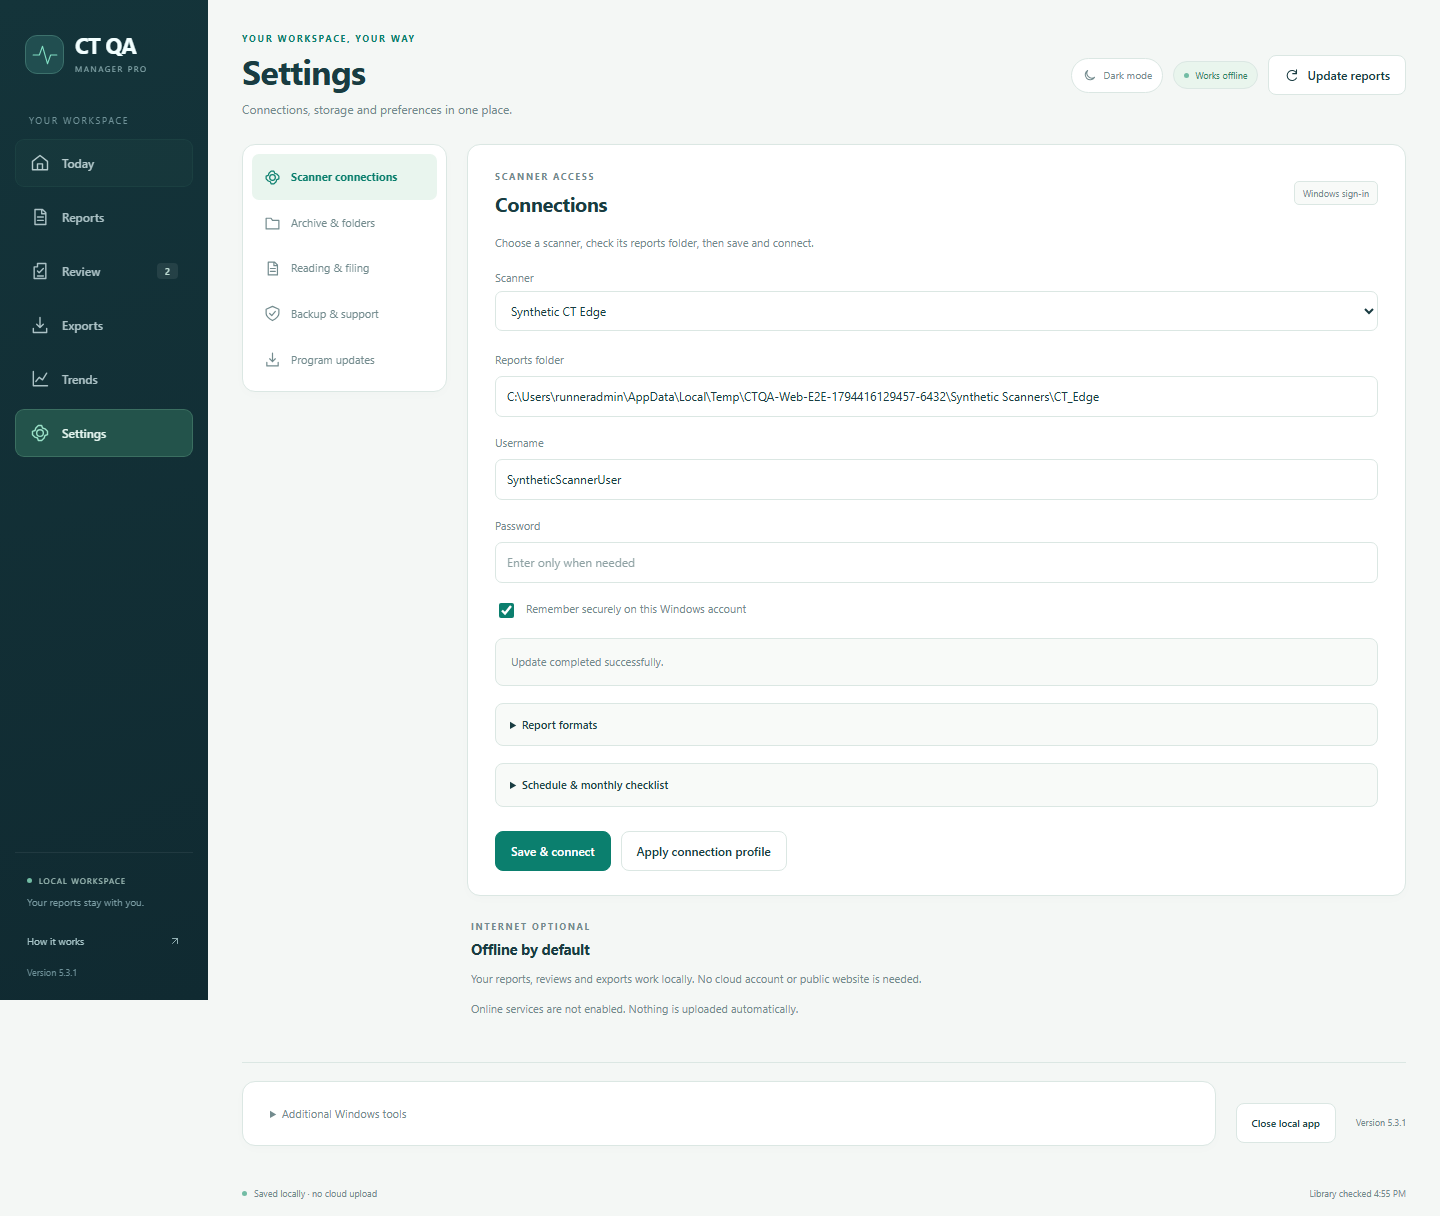 CT QA
MANAGER PRO
YOUR WORKSPACE
Today
Reports
Review 2
Exports
Trends
Settings
LOCAL WORKSPACE
Your reports stay with you.
How it works
Version 5.3.1
YOUR WORKSPACE, YOUR WAY
Settings
Connections, storage and preferences in one place.
Dark mode
Works offline
Update reports
Scanner connections
Archive & folders
Reading & filing
Backup & support
Program updates
SCANNER ACCESS
Connections
Windows sign-in
Choose a scanner, check its reports folder, then save and connect.
Scanner
Synthetic CT Edge
Reports folder
C:\Users\runneradmin\AppData\Local\Temp\CTQA-Web-E2E-1794416129457-6432\Synthetic Scanners\CT_Edge
Username
SyntheticScannerUser
Password
Enter only when needed
Remember securely on this Windows account
Update completed successfully.
Report formats
Schedule & monthly checklist
Save & connect
Apply connection profile
INTERNET OPTIONAL
Offline by default
Your reports, reviews and exports work locally. No cloud account or public website is needed.
Online services are not enabled. Nothing is uploaded automatically.
Additional Windows tools
Close local app
Version 5.3.1
Saved locally · no cloud upload
Library checked 4:55 PM